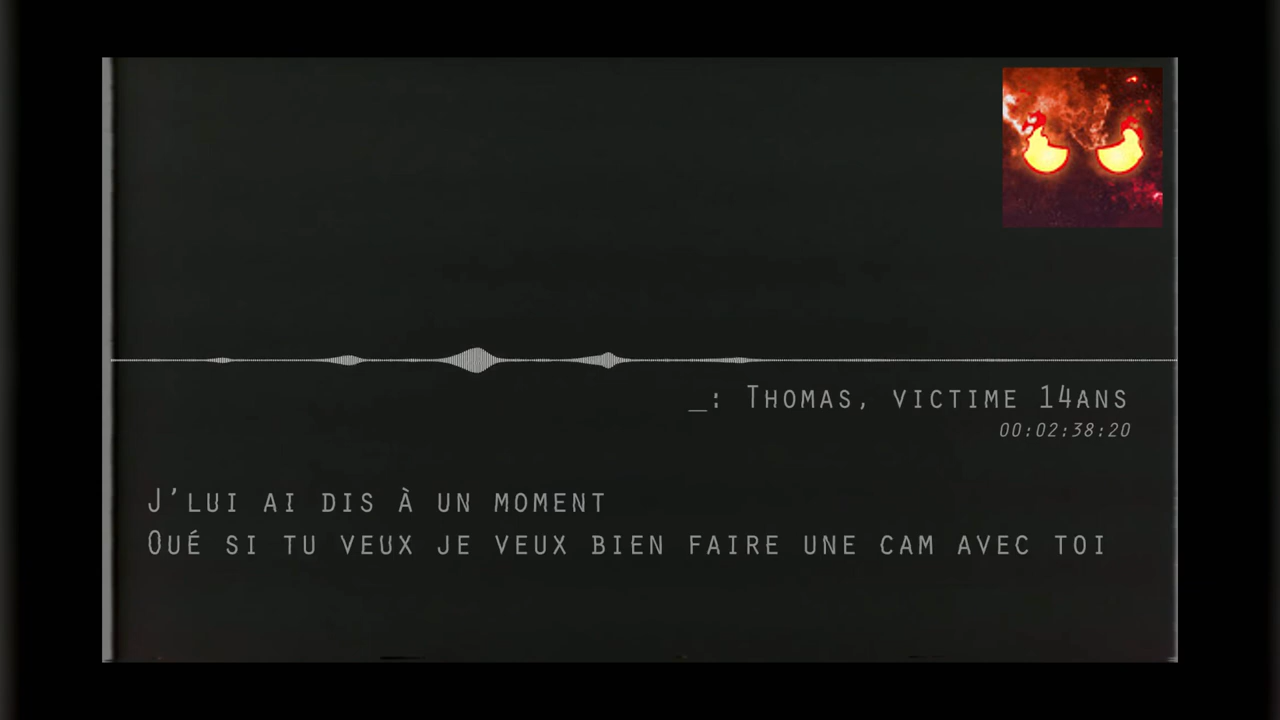 _: Thomas, victime 14ans
00:02:38:20
J'lui ai dis à un moment
Oué si tu veux je veux bien faire une cam avec toi